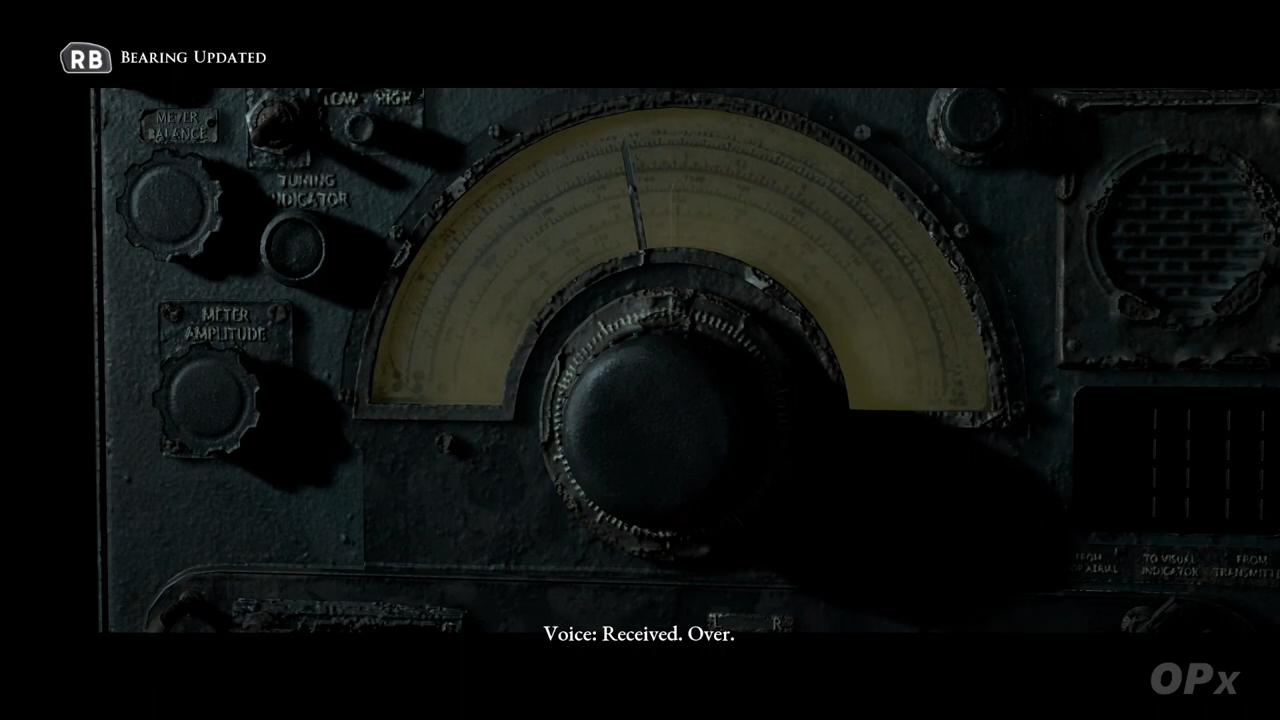 RB Bearing Updated
LOW - HIGH
METER
BALANCE
TUNING
INDICATOR
METER
AMPLITUDE
TO VISUAL
INDICATOR
FROM
Voice: Received. Over.
OPx